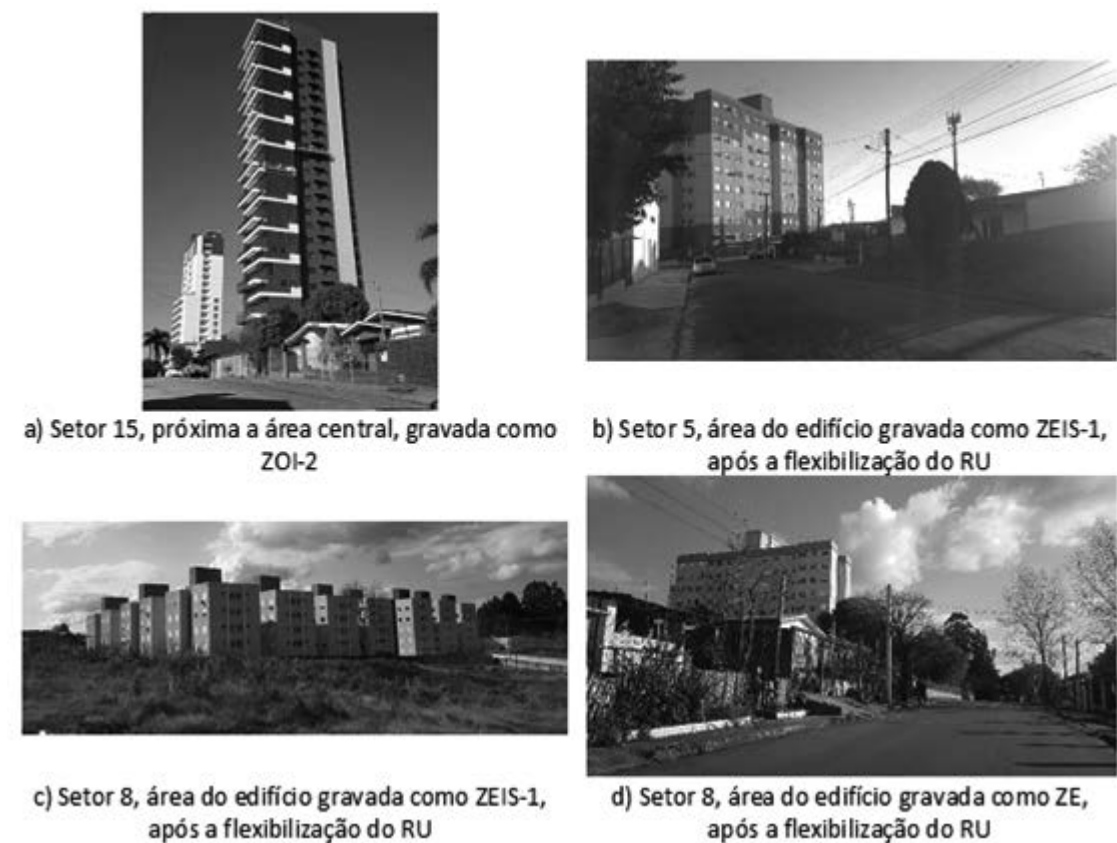 a) Setor 15, próxima a área central, gravada como
ZOI-2
b) Setor 5, área do edifício gravada como ZEIS-1,
após a flexibilização do RU
c) Setor 8, área do edifício gravada como ZEIS-1,
após a flexibilização do RU
d) Setor 8, área do edifício gravada como ZE,
após a flexibilização do RU